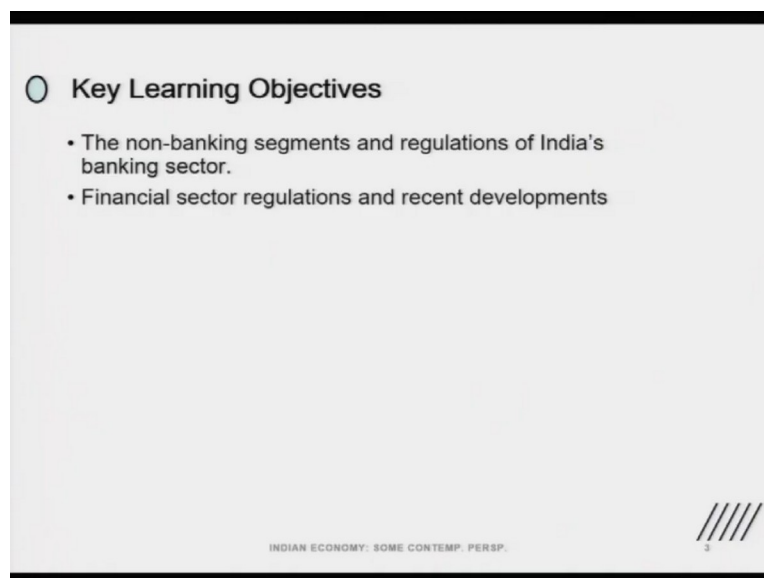 Key Learning Objectives
• The non-banking segments and regulations of India's
banking sector.
• Financial sector regulations and recent developments
INDIAN ECONOMY: SOME CONTEMP. PERSP.
3